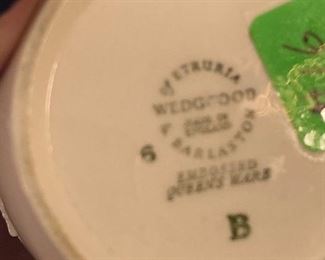 OF ETRURIA
WEDGWOOD
MADE IN
ENGLAND
& BARLASTON
6
EMBOSSED
QUEENS WARE
B